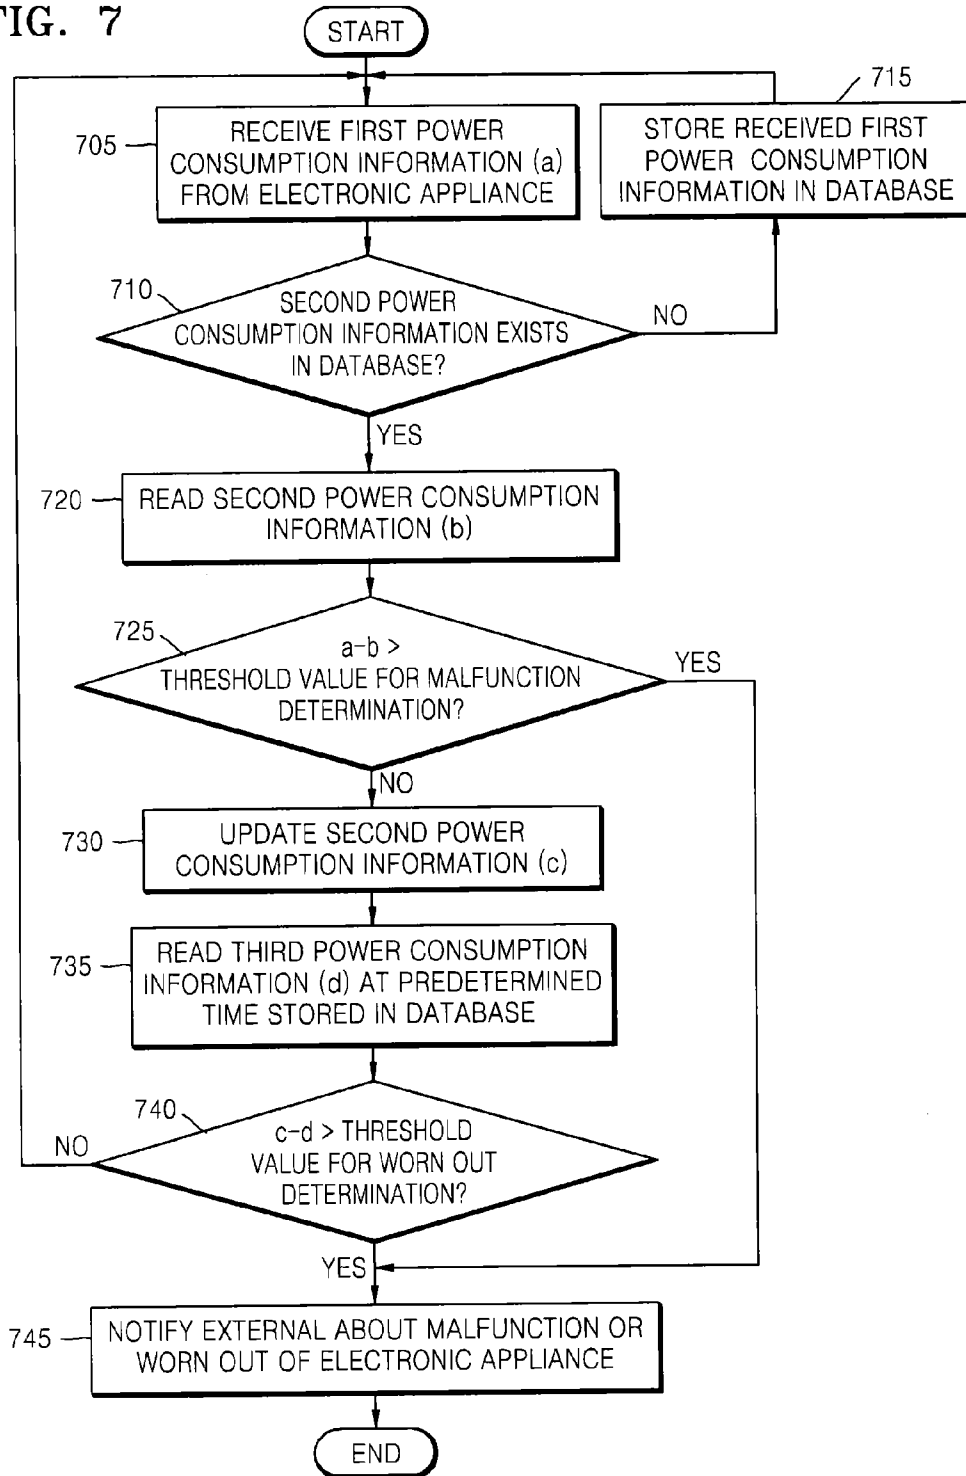 FIG. 7
START
705
RECEIVE FIRST POWER
CONSUMPTION INFORMATION (a)
FROM ELECTRONIC APPLIANCE
715
STORE RECEIVED FIRST
POWER CONSUMPTION
INFORMATION IN DATABASE
710
SECOND POWER
CONSUMPTION INFORMATION EXISTS
IN DATABASE?
NO
YES
720
READ SECOND POWER CONSUMPTION
INFORMATION (b)
725
a-b >
THRESHOLD VALUE FOR MALFUNCTION
DETERMINATION?
YES
NO
730
UPDATE SECOND POWER
CONSUMPTION INFORMATION (c)
735
READ THIRD POWER CONSUMPTION
INFORMATION (d) AT PREDETERMINED
TIME STORED IN DATABASE
740
NO
c-d > THRESHOLD
VALUE FOR WORN OUT
DETERMINATION?
YES
745
NOTIFY EXTERNAL ABOUT MALFUNCTION OR
WORN OUT OF ELECTRONIC APPLIANCE
END